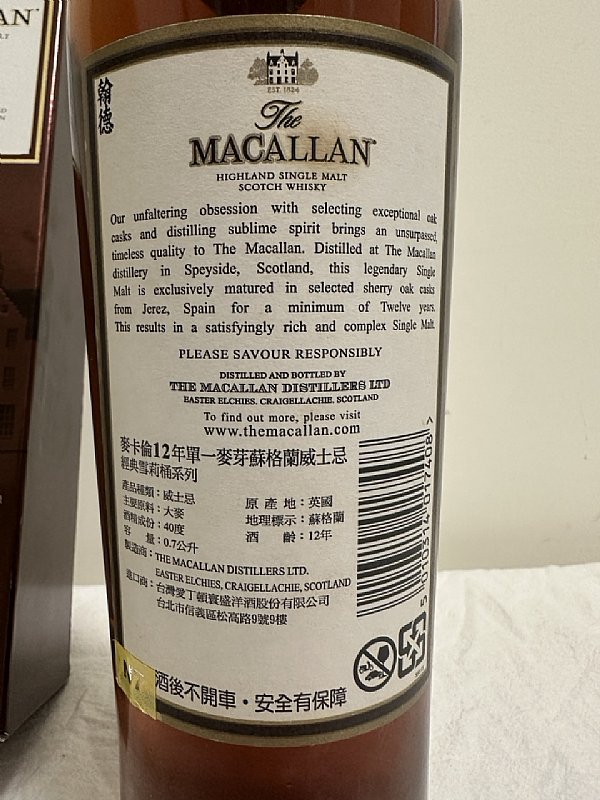 AN
翰德
EST. 1824
The
MACALLAN
HIGHLAND SINGLE MALT
SCOTCH WHISKY
Our unfaltering obsession with selecting exceptional oak
casks and distilling sublime spirit brings an unsurpassed,
timeless quality to The Macallan. Distilled at The Macallan
distillery in Speyside, Scotland, this legendary Single
Malt is exclusively matured in selected sherry oak casks
from Jerez, Spain for a minimum of Twelve years.
This results in a satisfyingly rich and complex Single Malt.
PLEASE SAVOUR RESPONSIBLY
DISTILLED AND BOTTLED BY
THE MACALLAN DISTILLERS LTD
EASTER ELCHIES, CRAIGELLACHIE, SCOTLAND
To find out more, please visit
www.themacallan.com
麥卡倫12年單一麥芽蘇格蘭威士忌
經典雪莉桶系列
產品種類：威士忌
主要原料：大麥 原產地：英國
酒精成份：40度 地理標示：蘇格蘭
容量：0.7公升 酒齡：12年
製造商：THE MACALLAN DISTILLERS LTD.
EASTER ELCHIES, CRAIGELLACHIE, SCOTLAND
進口商：台灣愛丁頓寰盛洋酒股份有限公司
台北市信義區松高路9號9樓
5 010314 017408 >
酒後不開車・安全有保障